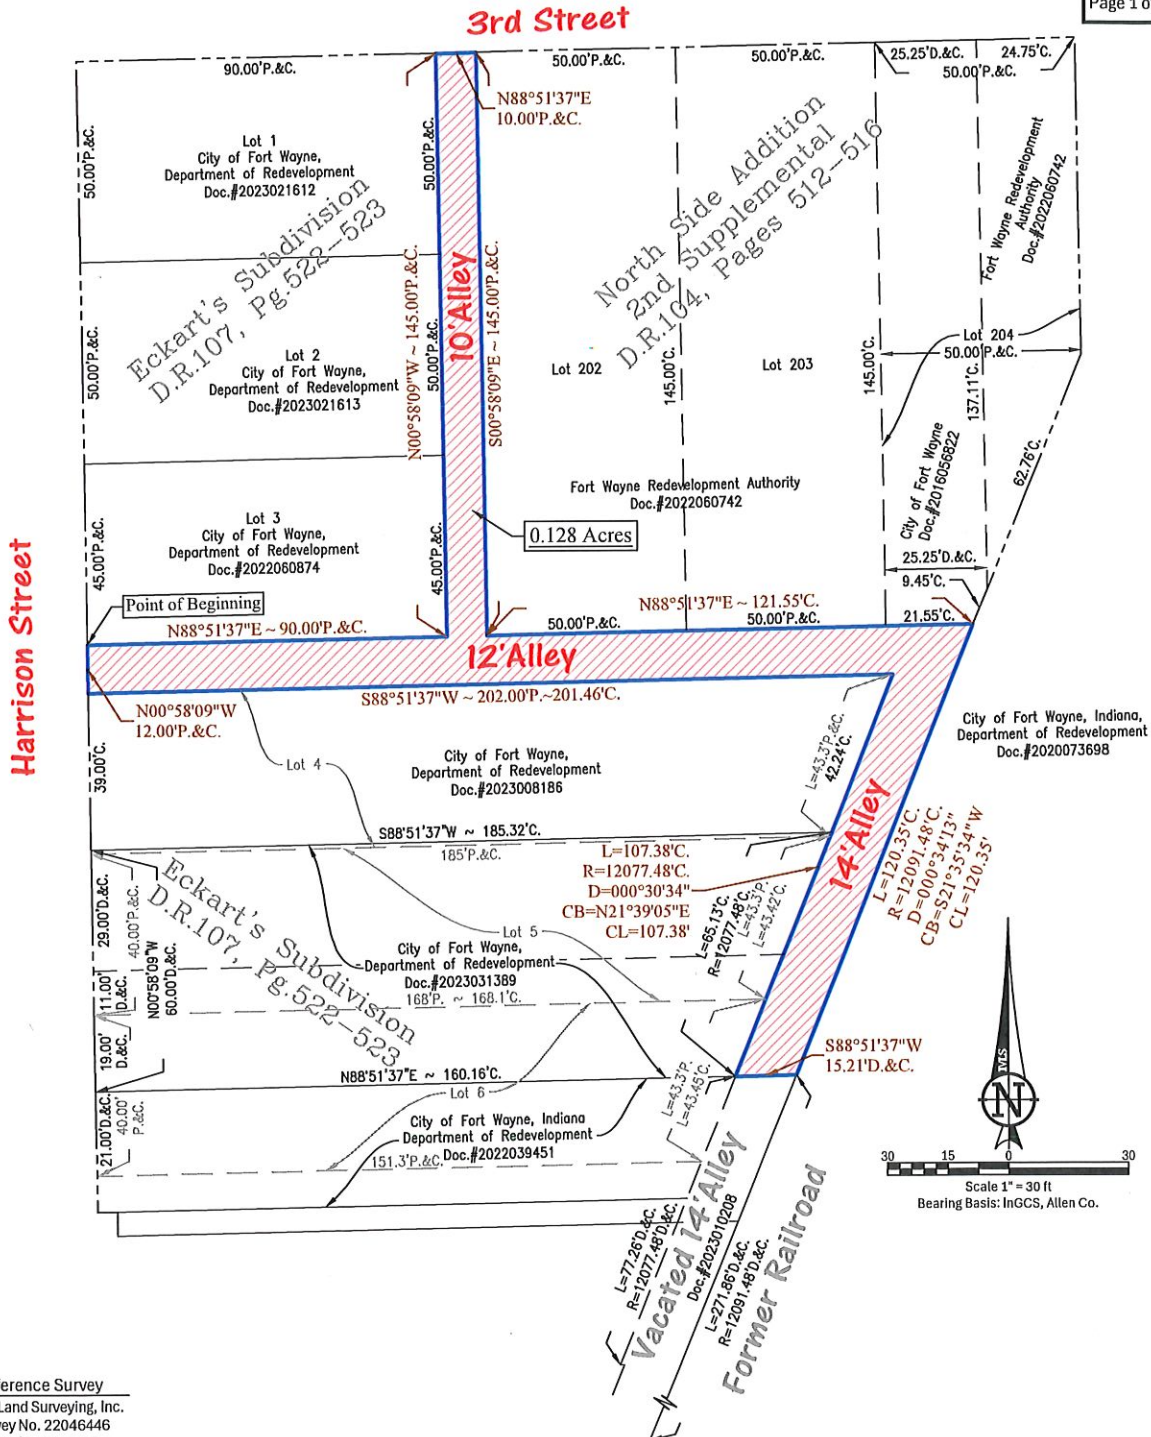 Page 1 o
3rd Street
90.00'P.&C.
50.00'P.&C.
50.00'P.&C.
25.25'D.&C.
24.75'C.
50.00'P.&C.
N88°51'37"E
10.00'P.&C.
50.00'P.&C.
Lot 1
City of Fort Wayne,
Department of Redevelopment
Doc.#2023021612
50.00'P.&C.
Eckart's Subdivision
D.R.107, Pg.522-523
North Side Addition
2nd Supplemental
D.R.104, Pages 512-516
Fort Wayne Redevelopment
Authority
Doc.#2022060742
N00°58'09"W ~ 145.00'P.&C.
10'Alley
S00°58'09"E ~ 145.00'P.&C.
50.00'P.&C.
Lot 2
City of Fort Wayne,
Department of Redevelopment
Doc.#2023021613
50.00'P.&C.
Lot 202
145.00'C.
Lot 203
145.00'C.
Lot 204
50.00'P.&C.
137.11'C.
62.76'C.
City of Fort Wayne
Doc.#2016056822
Fort Wayne Redevelopment Authority
Doc.#2022060742
0.128 Acres
45.00'P.&C.
Lot 3
City of Fort Wayne,
Department of Redevelopment
Doc.#2022060874
45.00'P.&C.
25.25'D.&C.
9.45'C.
Harrison Street
Point of Beginning
N88°51'37"E ~ 90.00'P.&C.
N88°51'37"E ~ 121.55'C.
50.00'P.&C.
50.00'P.&C.
21.55'C.
12'Alley
S88°51'37"W ~ 202.00'P.~201.46'C.
N00°58'09"W
12.00'P.&C.
39.00'C.
Lot 4
City of Fort Wayne,
Department of Redevelopment
Doc.#2023008186
L=43.3'P.&C.
42.24'C.
City of Fort Wayne, Indiana,
Department of Redevelopment
Doc.#2020073698
14'Alley
S88°51'37"W ~ 185.32'C.
185'P.&C.
L=107.38'C.
R=12077.48'C.
D=000°30'34"
CB=N21°39'05"E
CL=107.38'
L=120.35'C.
R=12091.48'C.
D=000°34'13"
CB=S21°35'34"W
CL=120.35'
29.00'D.&C.
40.00'P.&C.
Eckart's Subdivision
D.R.107, Pg.522-523
Lot 5
L=65.13'C.
R=12077.48'C.
L=43.3'P.
L=43.42'C.
City of Fort Wayne,
Department of Redevelopment
Doc.#2023031389
11.00'
D.&C.
N00°58'09"W
60.00'D.&C.
168'P. ~ 168.1'C.
19.00'
D.&C.
S88°51'37"W
15.21'D.&C.
N88°51'37"E ~ 160.16'C.
Lot 6
L=43.3'P.
L=43.45'C.
21.00'D.&C.
40.00'
P.&C.
City of Fort Wayne, Indiana
Department of Redevelopment
Doc.#2022039451
151.3'P.&C.
MS
N
30 15 0 30
Scale 1" = 30 ft
Bearing Basis: InGCS, Allen Co.
L=77.26'D.&C.
R=12077.48'D.&C.
Vacated 14'Alley
Doc.#2023010208
L=271.86'D.&C.
R=12091.48'D.&C.
Former Railroad
erence Survey
Land Surveying, Inc.
vey No. 22046446